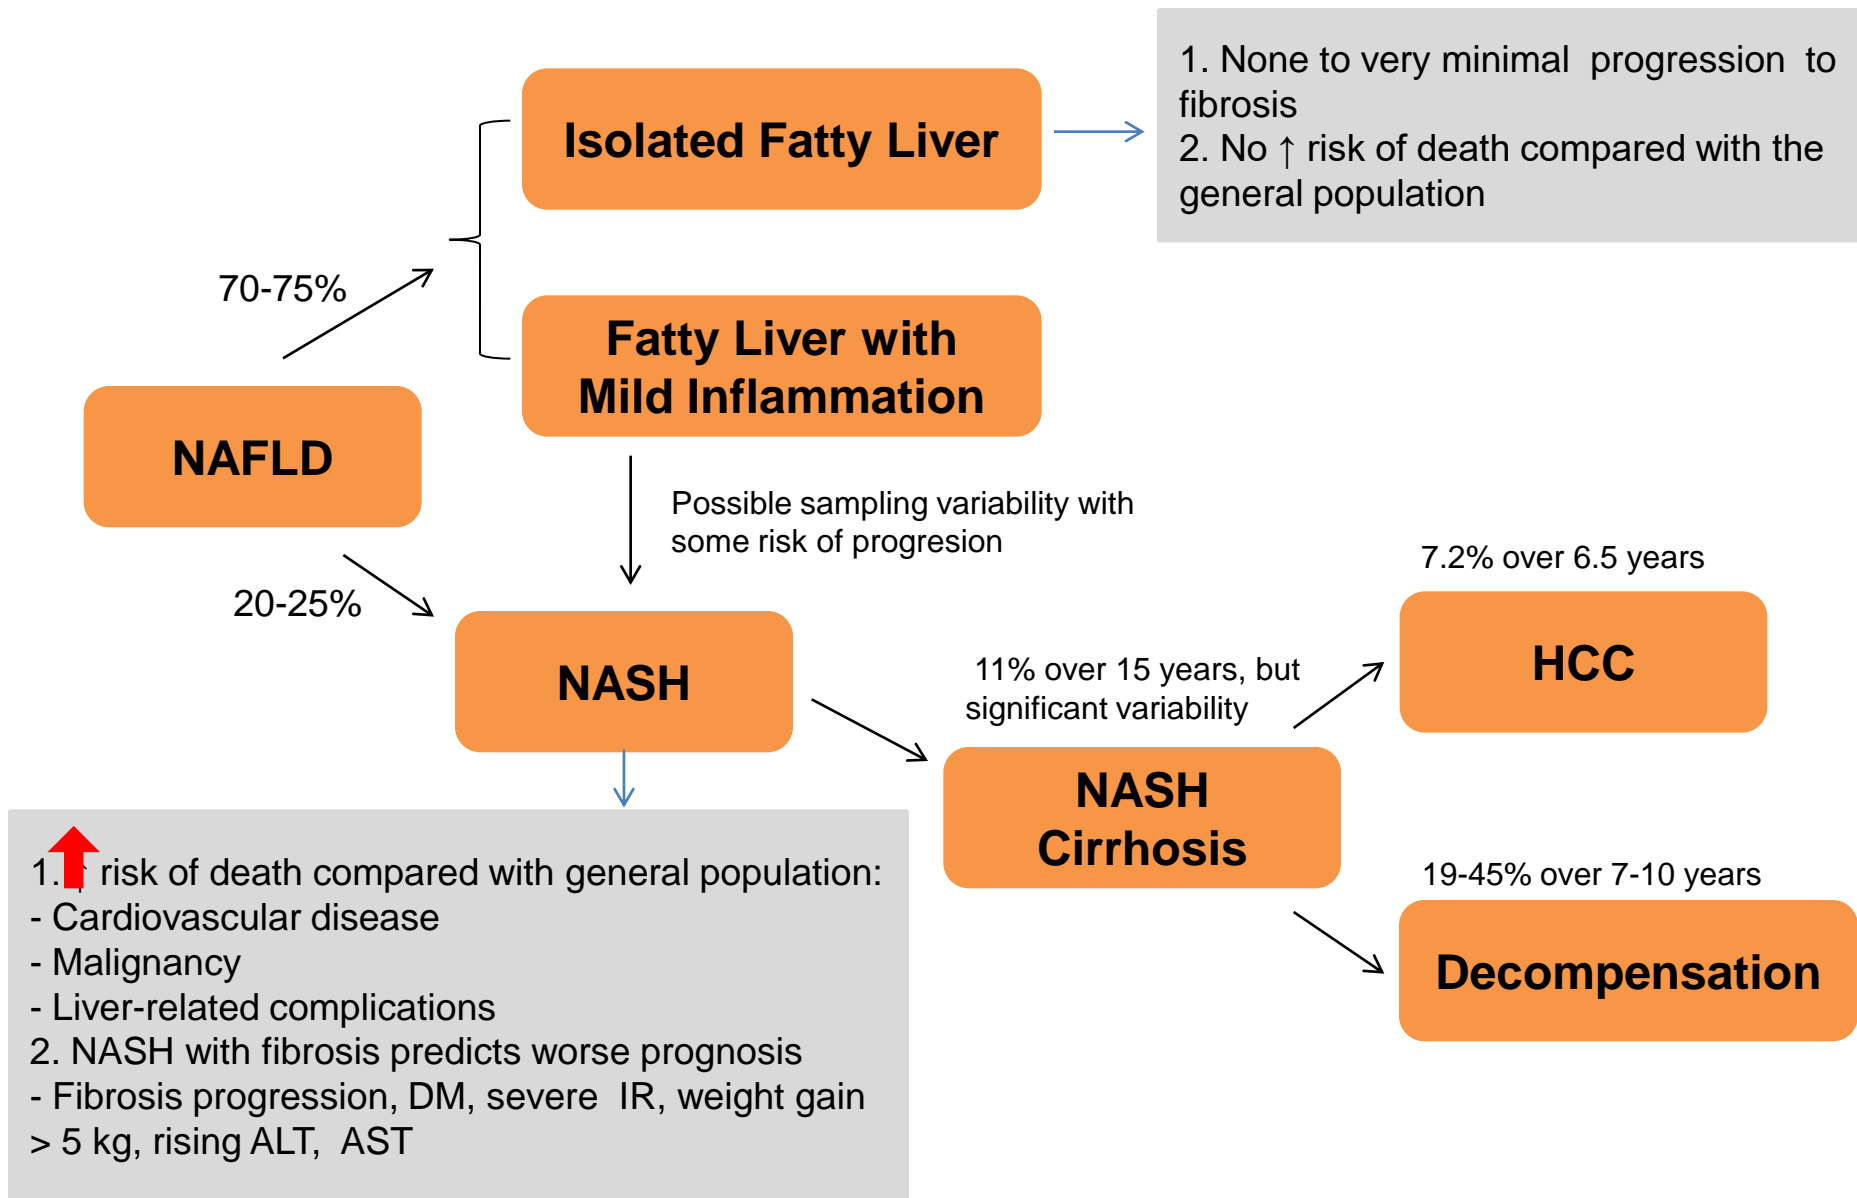 1. None to very minimal progression to
fibrosis
2. No ↑ risk of death compared with the
general population
Isolated Fatty Liver
70-75%
Fatty Liver with
Mild Inflammation
NAFLD
Possible sampling variability with
some risk of progresion
20-25%
7.2% over 6.5 years
HCC
NASH
11% over 15 years, but
significant variability
NASH
Cirrhosis
19-45% over 7-10 years
Decompensation
1. ↑ risk of death compared with general population:
- Cardiovascular disease
- Malignancy
- Liver-related complications
2. NASH with fibrosis predicts worse prognosis
- Fibrosis progression, DM, severe IR, weight gain
> 5 kg, rising ALT, AST